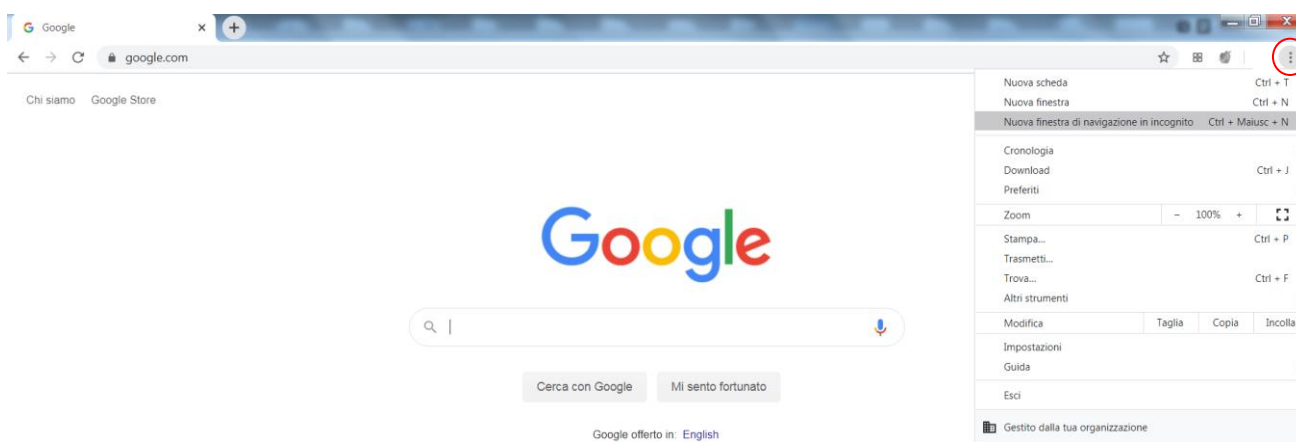 Google
google.com
Chi siamo Google Store
Nuova scheda Ctrl + T
Nuova finestra Ctrl + N
Nuova finestra di navigazione in incognito Ctrl + Maiusc + N
Cronologia
Download Ctrl + J
Preferiti
Zoom - 100% +
Stampa... Ctrl + P
Trasmetti...
Trova... Ctrl + F
Altri strumenti
Modifica Taglia Copia Incolla
Impostazioni
Guida
Esci
Gestito dalla tua organizzazione
Google
Cerca con Google Mi sento fortunato
Google offerto in: English